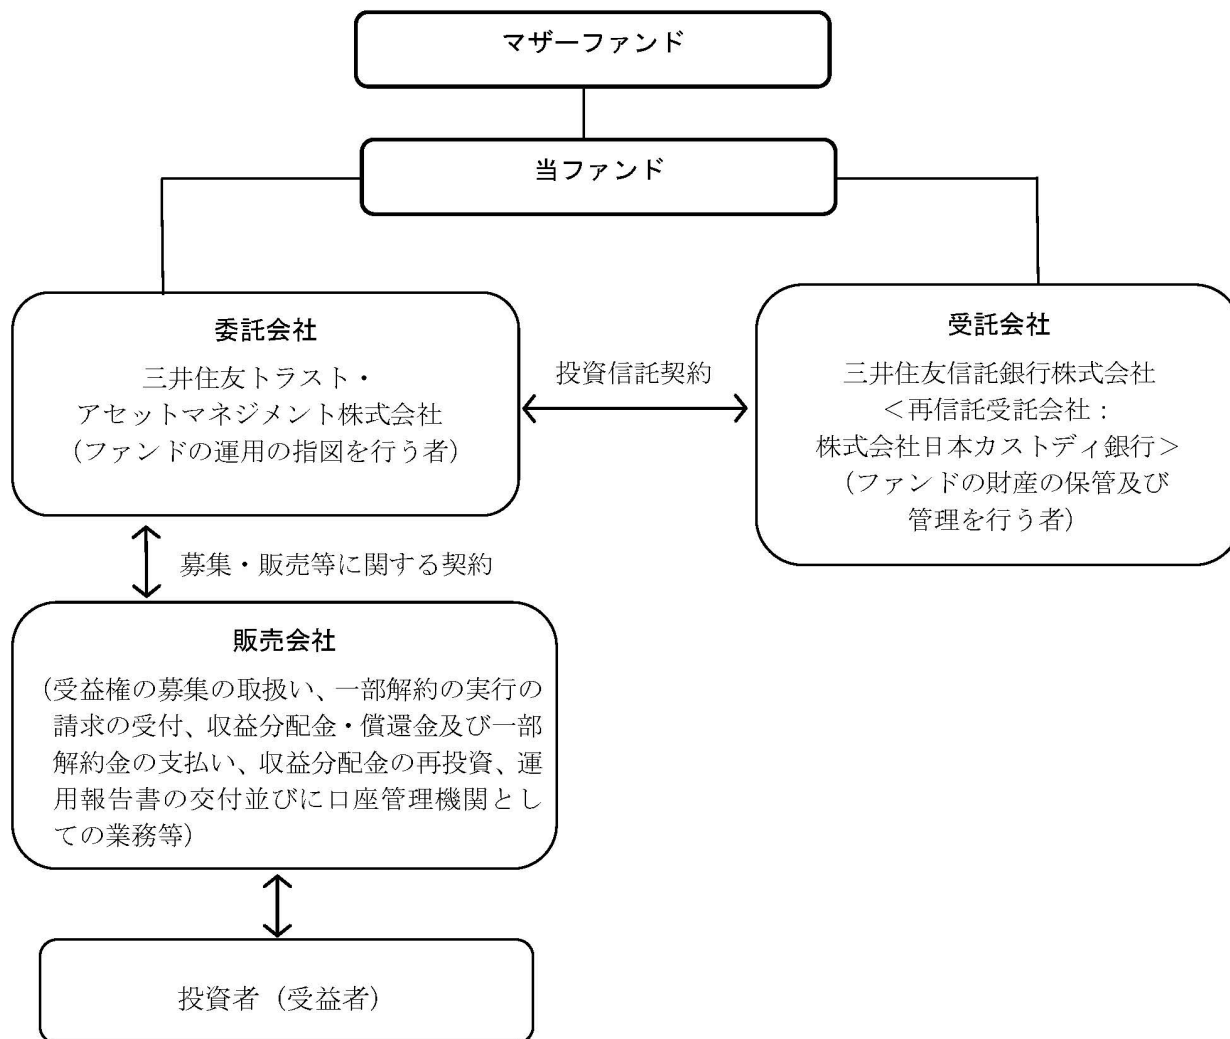 マザーファンド
当ファンド
委託会社
三井住友トラスト・
アセットマネジメント株式会社
（ファンドの運用の指図を行う者）
投資信託契約
受託会社
三井住友信託銀行株式会社
＜再信託受託会社：
株式会社日本カストディ銀行＞
（ファンドの財産の保管及び
管理を行う者）
募集・販売等に関する契約
販売会社
（受益権の募集の取扱い、一部解約の実行の
請求の受付、収益分配金・償還金及び一部
解約金の支払い、収益分配金の再投資、運
用報告書の交付並びに口座管理機関とし
ての業務等）
投資者（受益者）